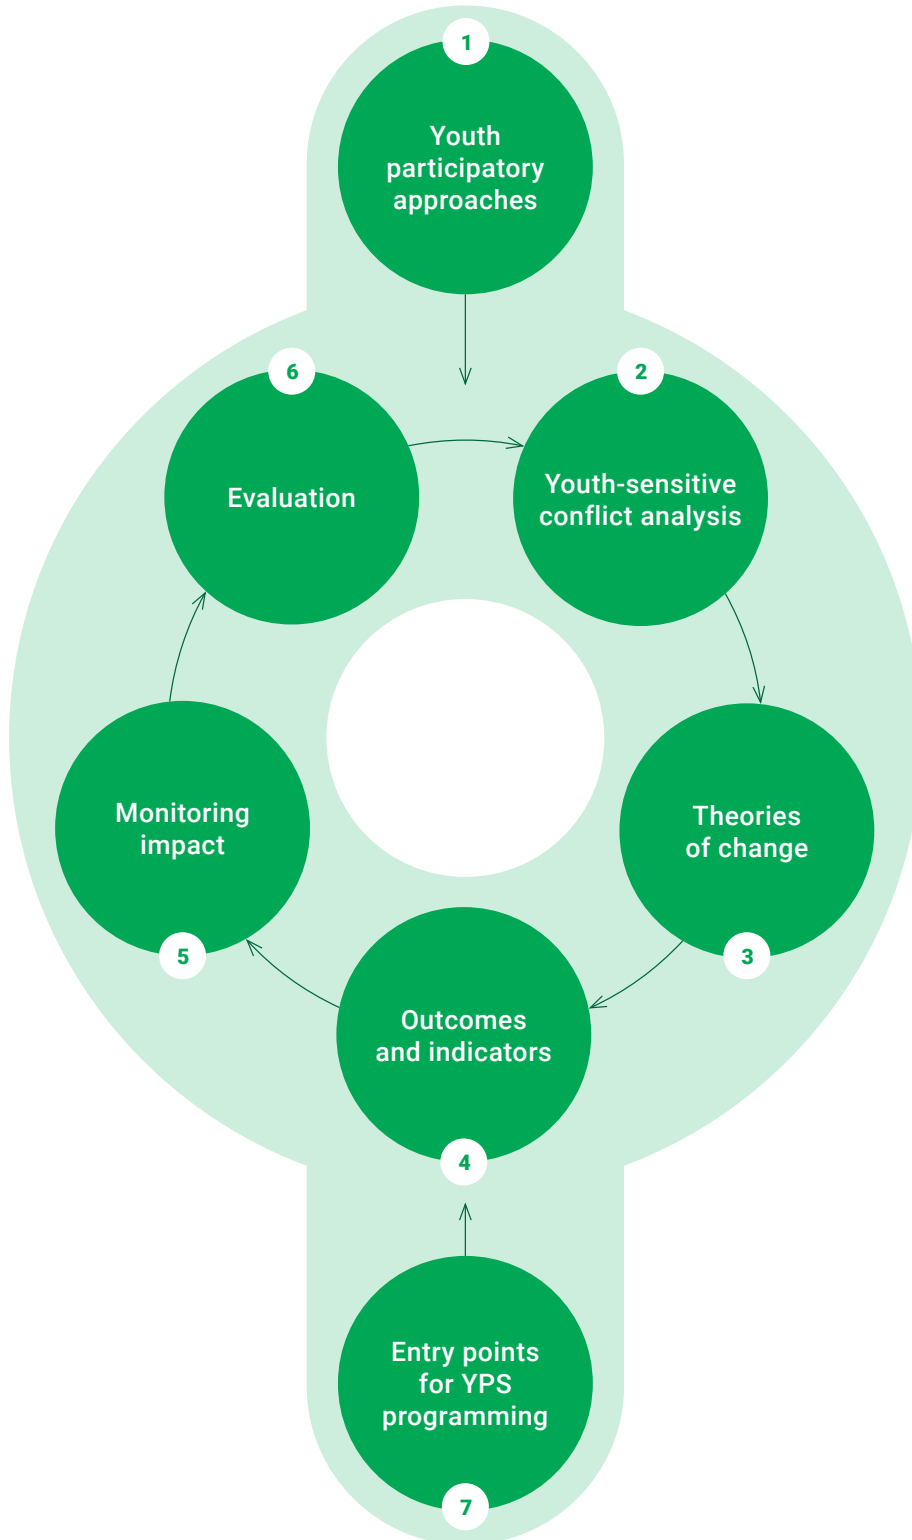 1
Youth
participatory
approaches
2
Youth-sensitive
conflict analysis
3
Theories
of change
4
Outcomes
and indicators
5
Monitoring
impact
6
Evaluation
7
Entry points
for YPS
programming